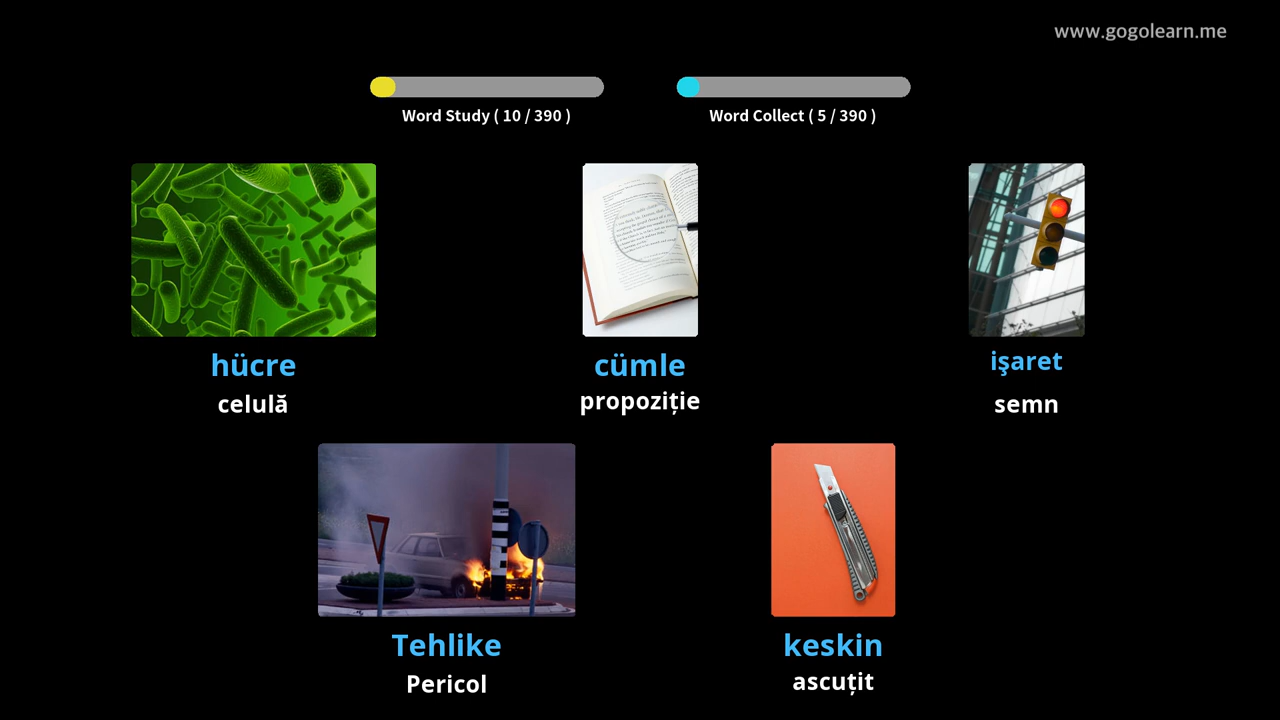 www.gogolearn.me
Word Study ( 10 / 390 )
Word Collect ( 5 / 390 )
hücre
celulă
cümle
propoziție
işaret
semn
Tehlike
Pericol
keskin
ascuțit